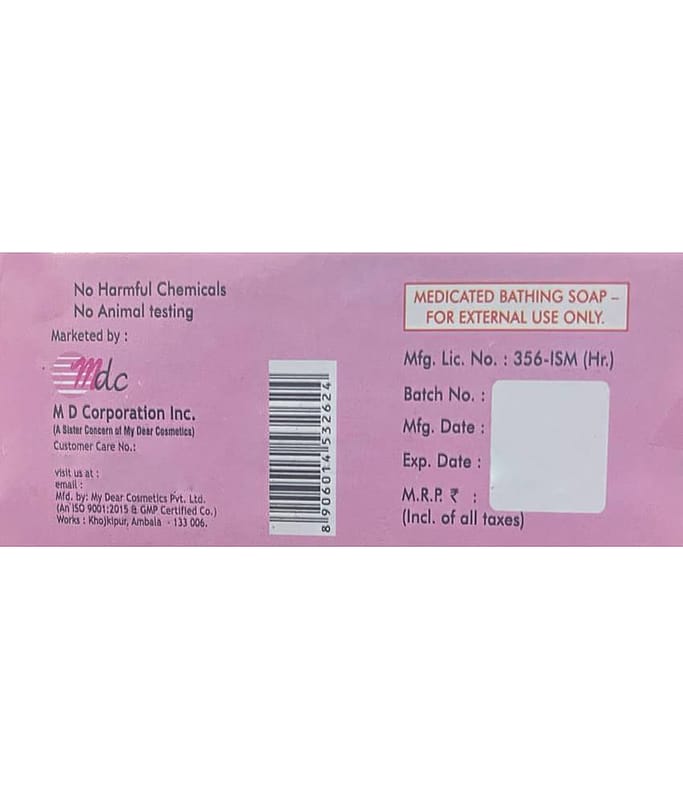 No Harmful Chemicals
No Animal testing
Marketed by :
mdc
M D Corporation Inc.
(A Sister Concern of My Dear Cosmetics)
Customer Care No.:
visit us at :
email :
Mfd. by: My Dear Cosmetics Pvt. Ltd.
(An ISO 9001:2015 & GMP Certified Co.)
Works : Khojkipur, Ambala - 133 006.
8 906014 532624
MEDICATED BATHING SOAP –
FOR EXTERNAL USE ONLY.
Mfg. Lic. No. : 356-ISM (Hr.)
Batch No. :
Mfg. Date :
Exp. Date :
M.R.P. ₹ :
(Incl. of all taxes)